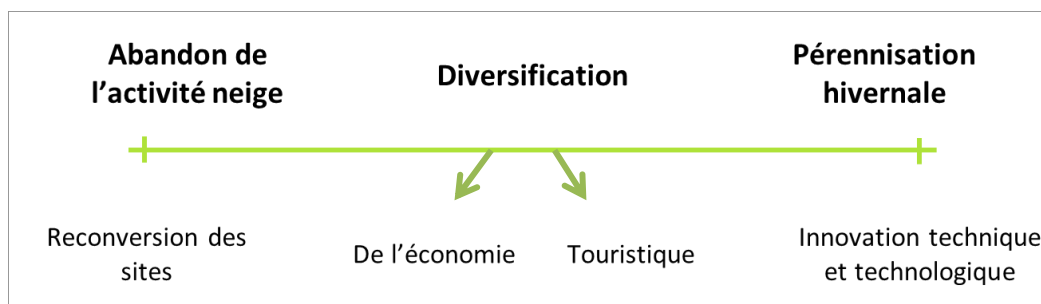 Abandon de
l'activité neige
Diversification
Pérennisation
hivernale
Reconversion des
sites
De l'économie
Touristique
Innovation technique
et technologique